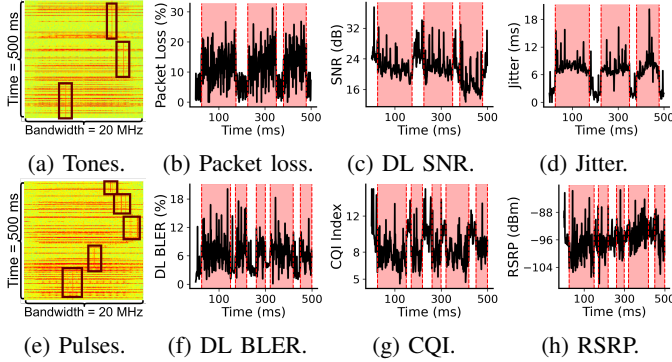 Time = 500 ms
Bandwidth = 20 MHz
(a) Tones.
Packet Loss (%)
30
20
10
0
100 300 500
Time (ms)
(b) Packet loss.
SNR (dB)
36
30
24
16
100 300 500
Time (ms)
(c) DL SNR.
Jitter (ms)
18
12
6
0
100 300 500
Time (ms)
(d) Jitter.
Time = 500 ms
Bandwidth = 20 MHz
(e) Pulses.
DL BLER (%)
20
15
10
5
0
100 300 500
Time (ms)
(f) DL BLER.
CQI Index
12
8
4
100 300 500
Time (ms)
(g) CQI.
RSRP (dBm)
−88
−96
−104
100 300 500
Time (ms)
(h) RSRP.